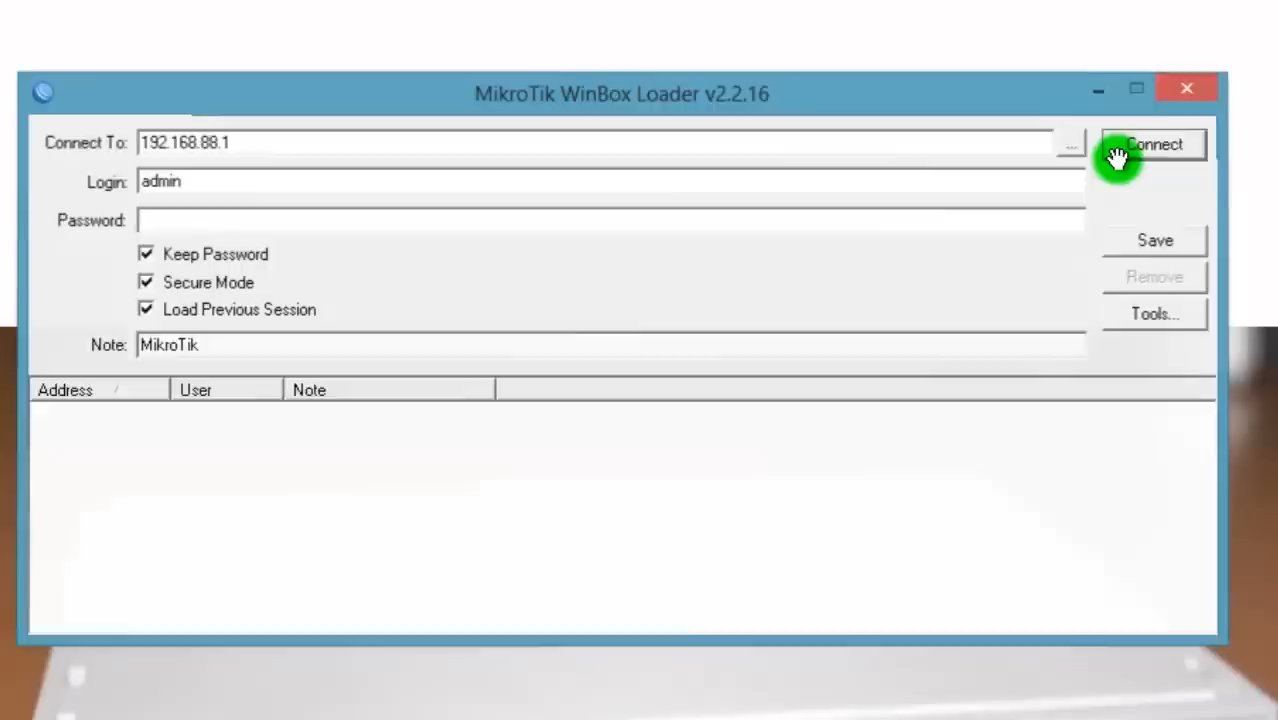 MikroTik WinBox Loader v2.2.16
Connect To: 192.168.88.1 ... Connect
Login: admin
Password:
Keep Password
Save
Secure Mode
Remove
Load Previous Session
Tools...
Note: MikroTik
Address User Note